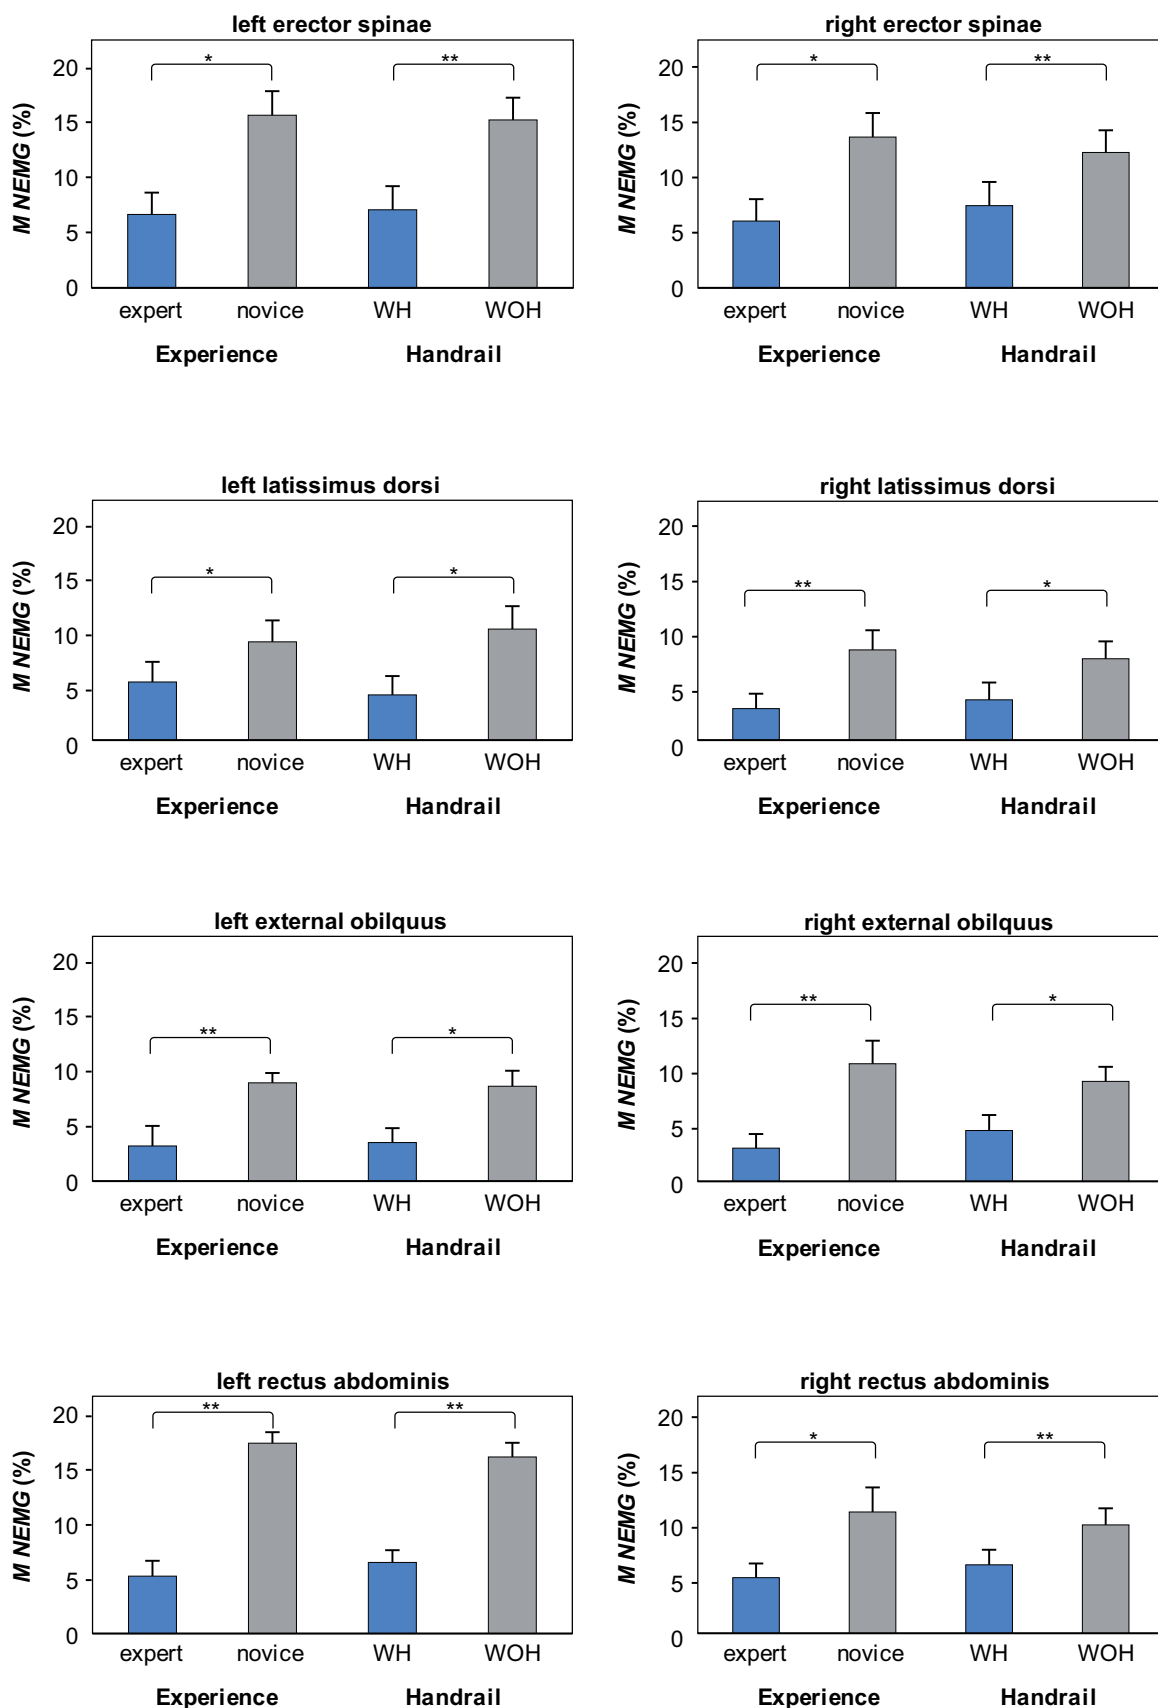 left erector spinae
M NEMG (%)
20
15
10
5
0
*
**
expert novice WH WOH
Experience Handrail
right erector spinae
M NEMG (%)
20
15
10
5
0
*
**
expert novice WH WOH
Experience Handrail
left latissimus dorsi
M NEMG (%)
20
15
10
5
0
*
*
expert novice WH WOH
Experience Handrail
right latissimus dorsi
M NEMG (%)
20
15
10
5
0
**
*
expert novice WH WOH
Experience Handrail
left external obilquus
M NEMG (%)
20
15
10
5
0
**
*
expert novice WH WOH
Experience Handrail
right external obilquus
M NEMG (%)
20
15
10
5
0
**
*
expert novice WH WOH
Experience Handrail
left rectus abdominis
M NEMG (%)
20
15
10
5
0
**
**
expert novice WH WOH
Experience Handrail
right rectus abdominis
M NEMG (%)
20
15
10
5
0
*
**
expert novice WH WOH
Experience Handrail